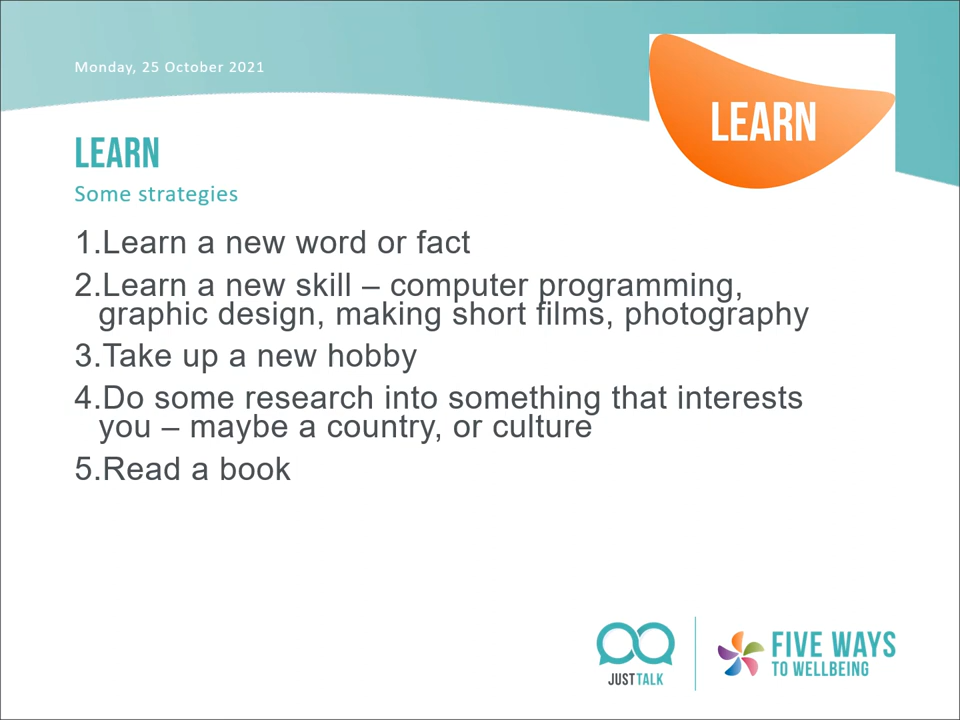 Monday, 25 October 2021
LEARN
LEARN
Some strategies
1.Learn a new word or fact
2.Learn a new skill – computer programming,
graphic design, making short films, photography
3.Take up a new hobby
4.Do some research into something that interests
you – maybe a country, or culture
5.Read a book
JUSTTALK
FIVE WAYS
TO WELLBEING